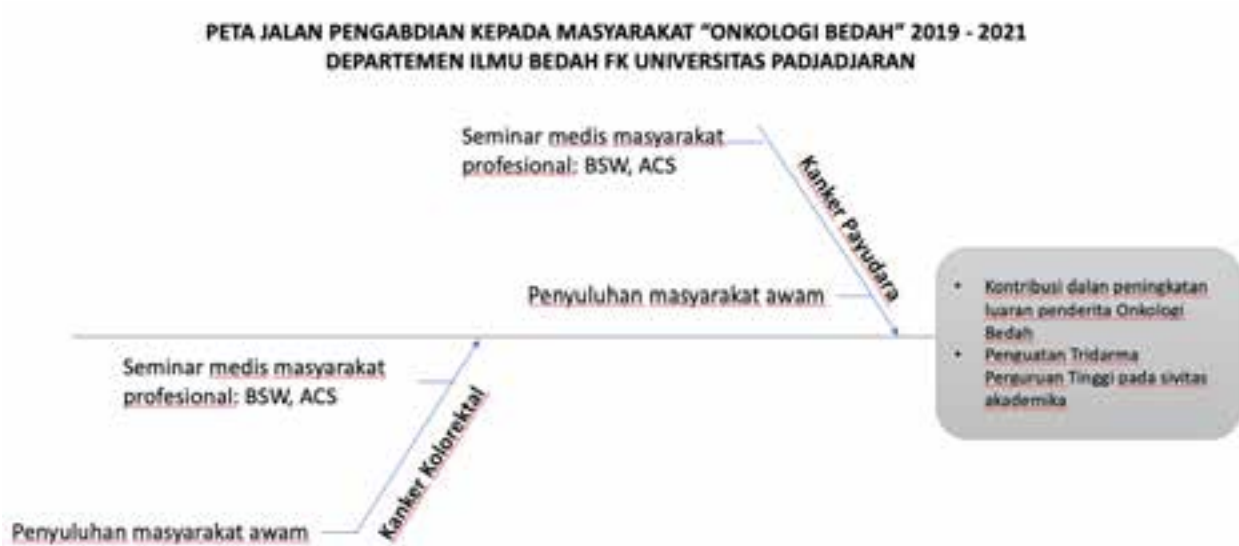 PETA JALAN PENGABDIAN KEPADA MASYARAKAT "ONKOLOGI BEDAH" 2019 - 2021
DEPARTEMEN ILMU BEDAH FK UNIVERSITAS PADJADJARAN
Seminar medis masyarakat
profesional: BSW, ACS
Kanker Payudara
Penyuluhan masyarakat awam
• Kontribusi dalan peningkatan
luaran penderita Onkologi
Bedah
• Penguatan Tridarma
Perguruan Tinggi pada sivitas
akademika
Seminar medis masyarakat
profesional: BSW, ACS
Kanker Kolorektal
Penyuluhan masyarakat awam